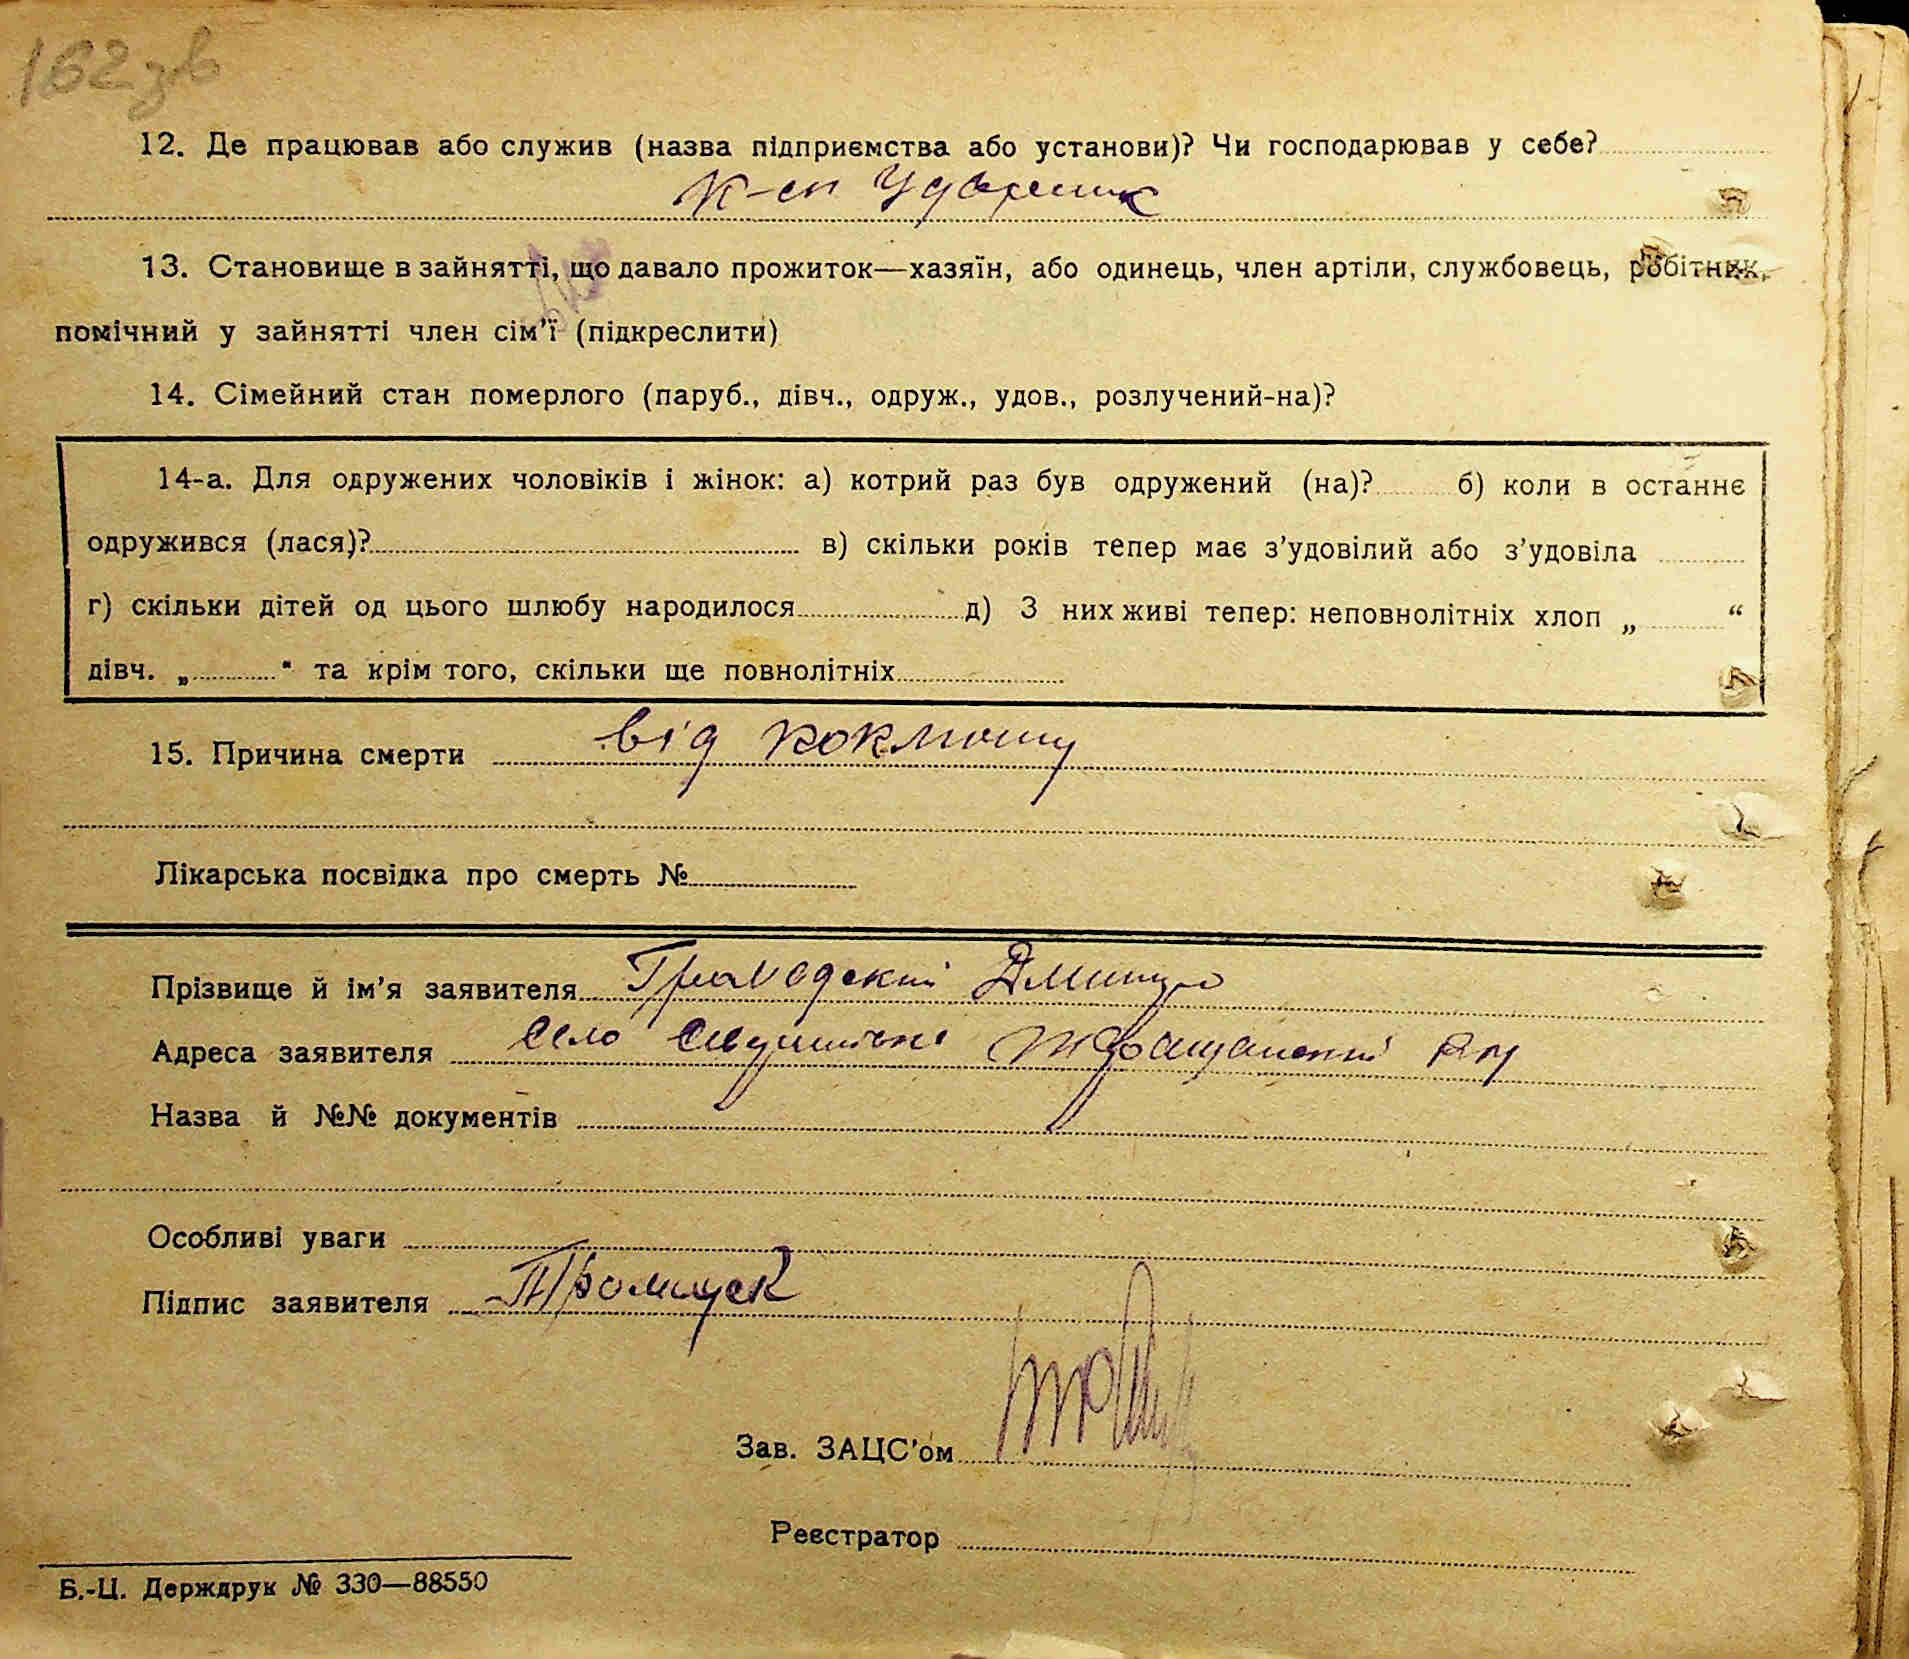 162 зв
12. Де працював або служив (назва підприємства або установи)? Чи господарював у себе?
К-сп Ударник
13. Становище в зайнятті, що давало прожиток—хазяїн, або одинець, член артіли, службовець, робітник,
помічний у зайнятті член сім'ї (підкреслити)
14. Сімейний стан померлого (паруб., дівч., одруж., удов., розлучений-на)?
14-а. Для одружених чоловіків і жінок: а) котрий раз був одружений (на)? б) коли в останнє
одружився (лася)? в) скільки років тепер має з'удовілий або з'удовіла
г) скільки дітей од цього шлюбу народилося д) З них живі тепер: неповнолітніх хлоп „ “
дівч. „ “ та крім того, скільки ще повнолітніх
15. Причина смерти від коклюшу
Лікарська посвідка про смерть №
Прізвище й ім'я заявителя Дмитро
Адреса заявителя Село
Назва й №№ документів
Особливі уваги
Підпис заявителя
Зав. ЗАЦС'ом
Реєстратор
Б.-Ц. Держдрук № 330—88550